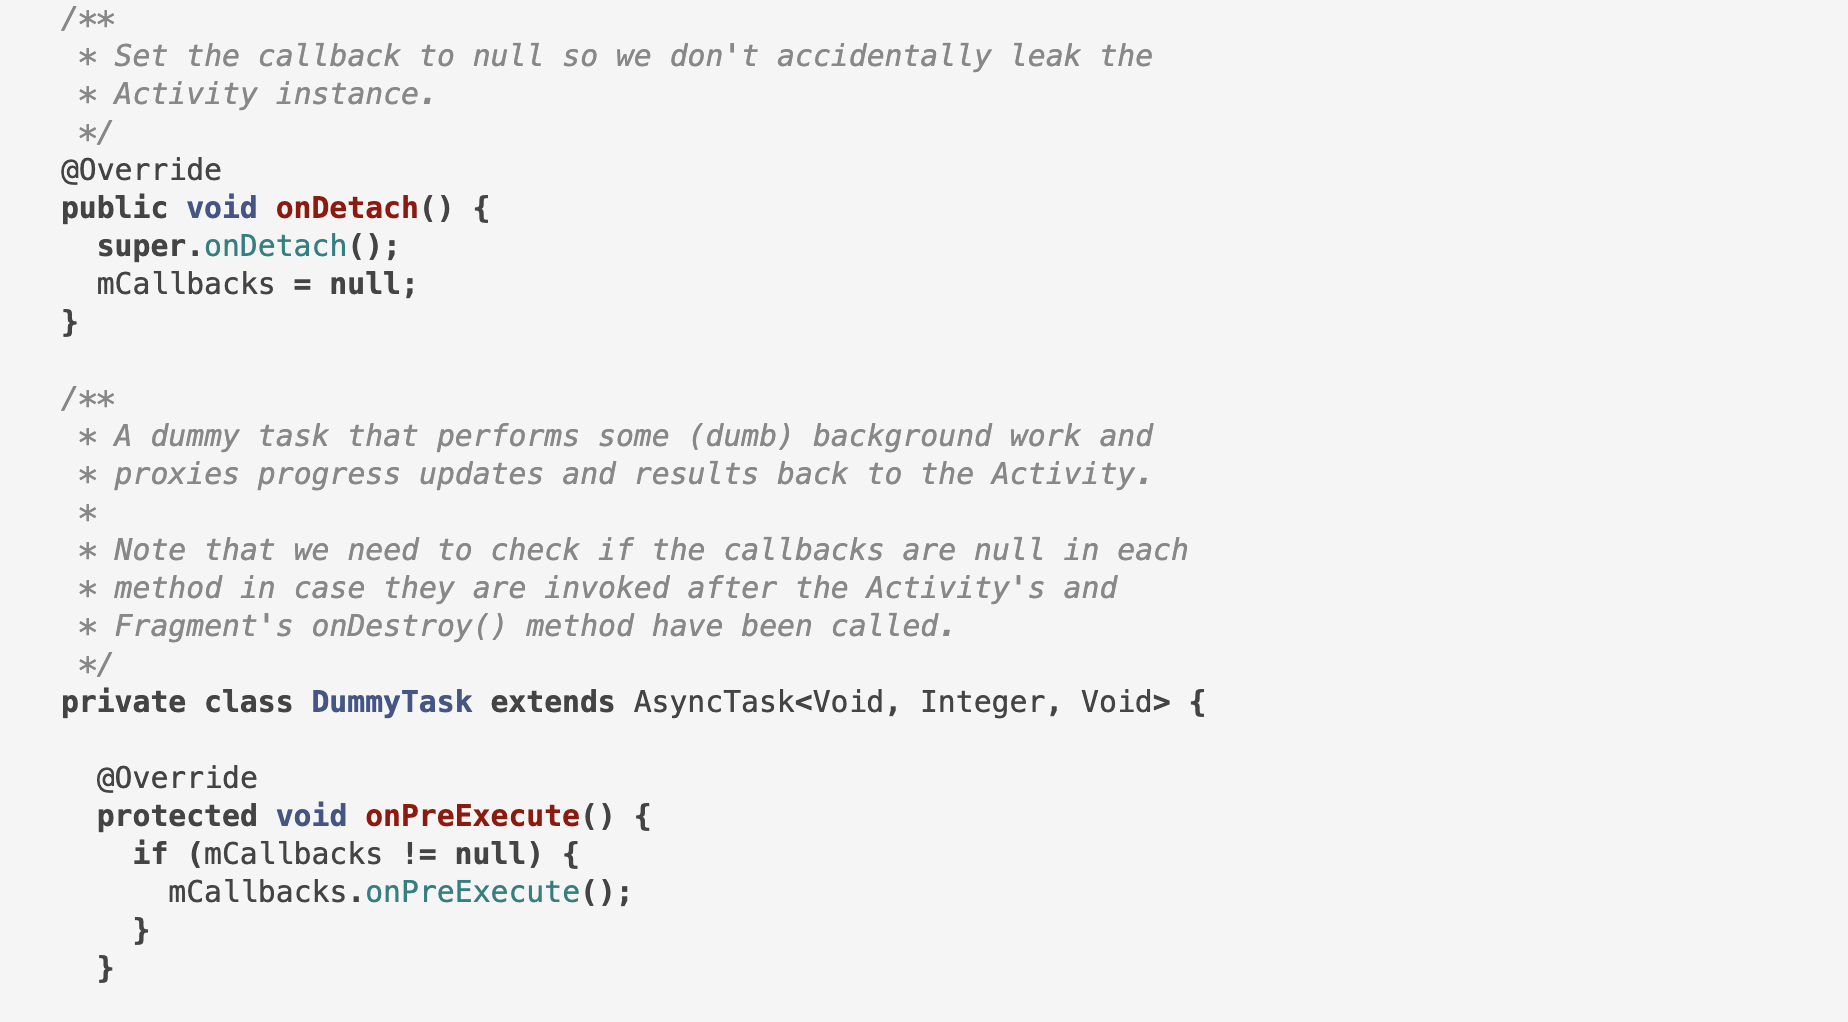 /**
 * Set the callback to null so we don't accidentally leak the
 * Activity instance.
 */
@Override
public void onDetach() {
  super.onDetach();
  mCallbacks = null;
}

/**
 * A dummy task that performs some (dumb) background work and
 * proxies progress updates and results back to the Activity.
 *
 * Note that we need to check if the callbacks are null in each
 * method in case they are invoked after the Activity's and
 * Fragment's onDestroy() method have been called.
 */
private class DummyTask extends AsyncTask<Void, Integer, Void> {

  @Override
  protected void onPreExecute() {
    if (mCallbacks != null) {
      mCallbacks.onPreExecute();
    }
  }